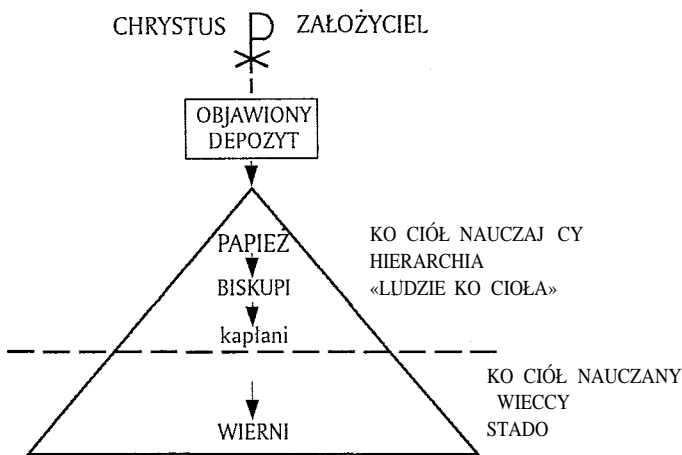 CHRYSTUS ZAŁOŻYCIEL
OBJAWIONY
DEPOZYT
PAPIEŻ
BISKUPI
kapłani
KO CIÓŁ NAUCZAJ CY
HIERARCHIA
«LUDZIE KO CIOŁA»
WIERNI
KO CIÓŁ NAUCZANY
WIECCY
STADO